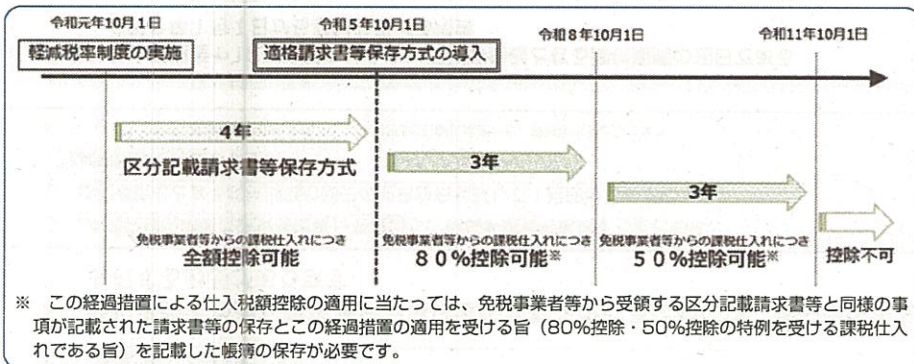 令和元年10月1日
令和5年10月1日
令和8年10月1日
令和11年10月1日
軽減税率制度の実施
適格請求書等保存方式の導入
4年
区分記載請求書等保存方式
3年
3年
免税事業者等からの課税仕入れにつき
全額控除可能
免税事業者等からの課税仕入れにつき
80%控除可能※
免税事業者等からの課税仕入れにつき
50%控除可能※
控除不可
※ この経過措置による仕入税額控除の適用に当たっては、免税事業者等から受領する区分記載請求書等と同様の事
項が記載された請求書等の保存とこの経過措置の適用を受ける旨(80%控除・50%控除の特例を受ける課税仕入
れである旨)を記載した帳簿の保存が必要です。